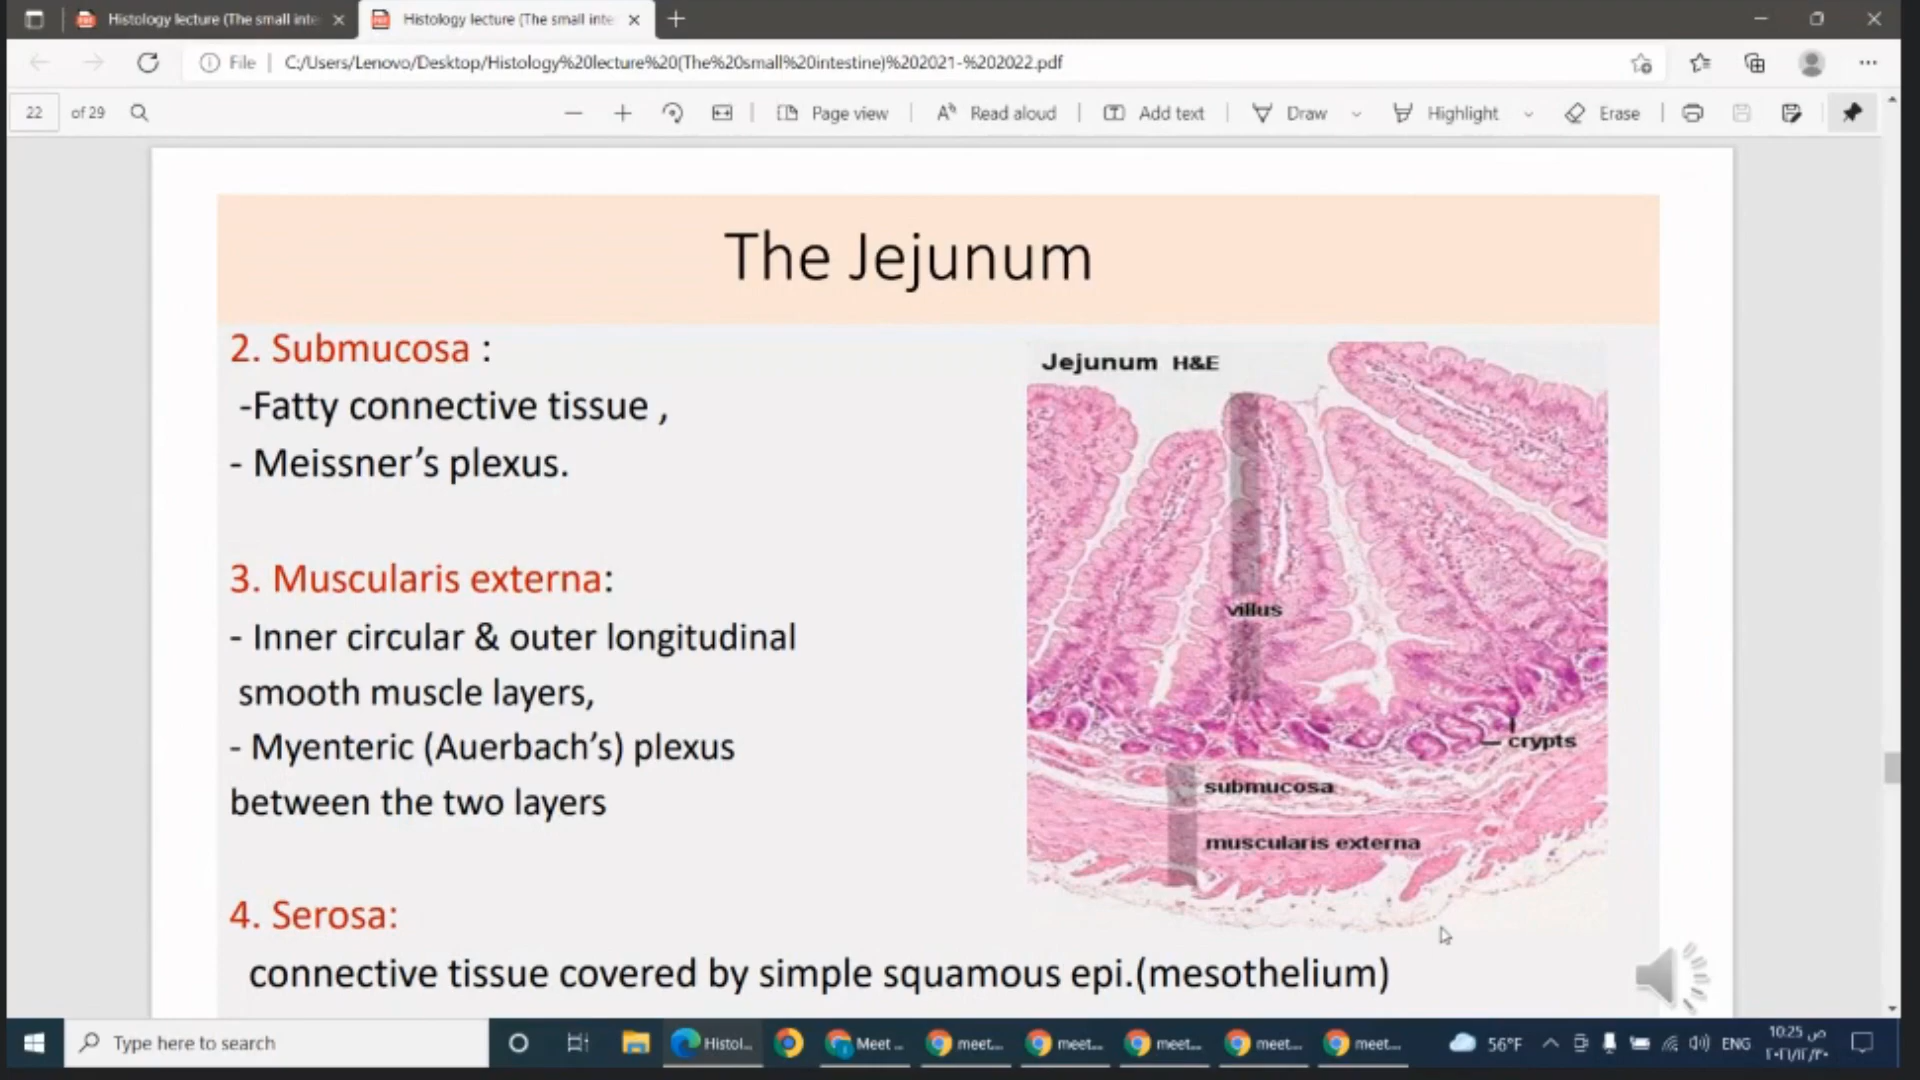 Histology lecture (The small inte
Histology lecture (The small inte
File
C:/Users/Lenovo/Desktop/Histology%20lecture%20(The%20small%20intestine)%202021-%202022.pdf
22 of 29
Page view
Read aloud
Add text
Draw
Highlight
Erase
The Jejunum
2. Submucosa :
-Fatty connective tissue ,
- Meissner’s plexus.
3. Muscularis externa:
- Inner circular & outer longitudinal
smooth muscle layers,
- Myenteric (Auerbach’s) plexus
between the two layers
4. Serosa:
connective tissue covered by simple squamous epi.(mesothelium)
Jejunum H&E
villus
crypts
submucosa
muscularis externa
Type here to search
Histol...
Meet ...
meet...
meet...
meet...
meet...
meet...
56°F
ENG
10:25 ص